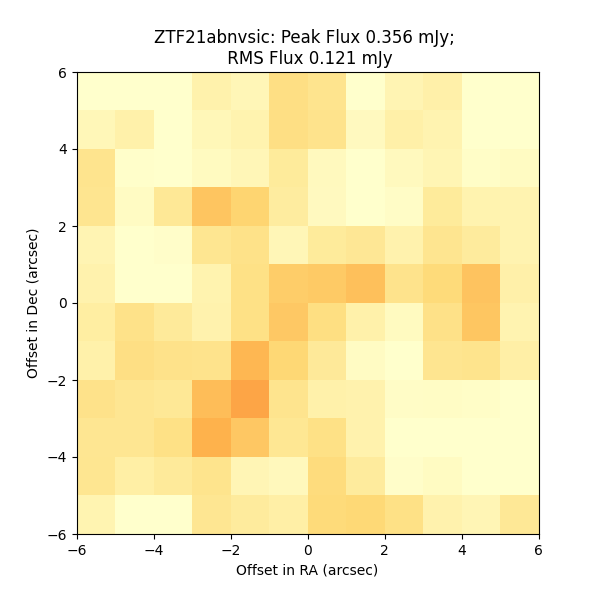 ZTF21abnvsic: Peak Flux 0.356 mJy;
RMS Flux 0.121 mJy
6
4
2
0
−2
−4
−6
Offset in Dec (arcsec)
−6 −4 −2 0 2 4 6
Offset in RA (arcsec)